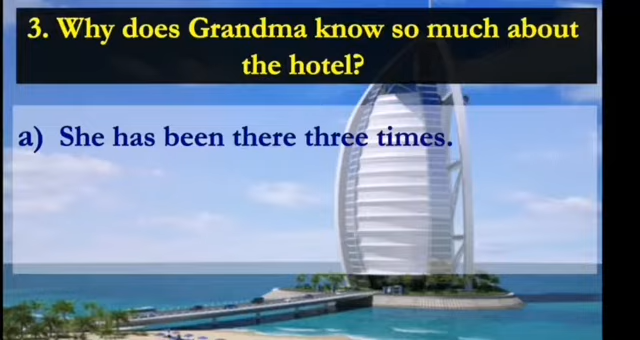 3. Why does Grandma know so much about
the hotel?
a) She has been there three times.